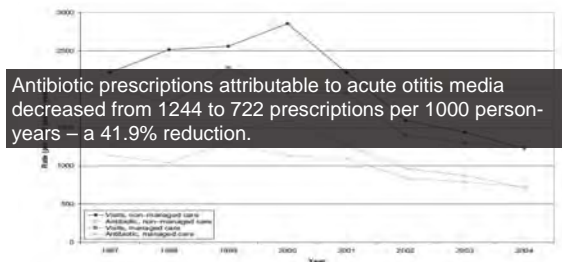 3000
2500
Antibiotic prescriptions attributable to acute otitis media
decreased from 1244 to 722 prescriptions per 1000 person-
years – a 41.9% reduction.
1000
500
0
Visits, non-managed care
Antibiotic, non-managed care
Visits, managed care
Antibiotic, managed care
1997 1998 1999 2000 2001 2002 2003 2004
Year